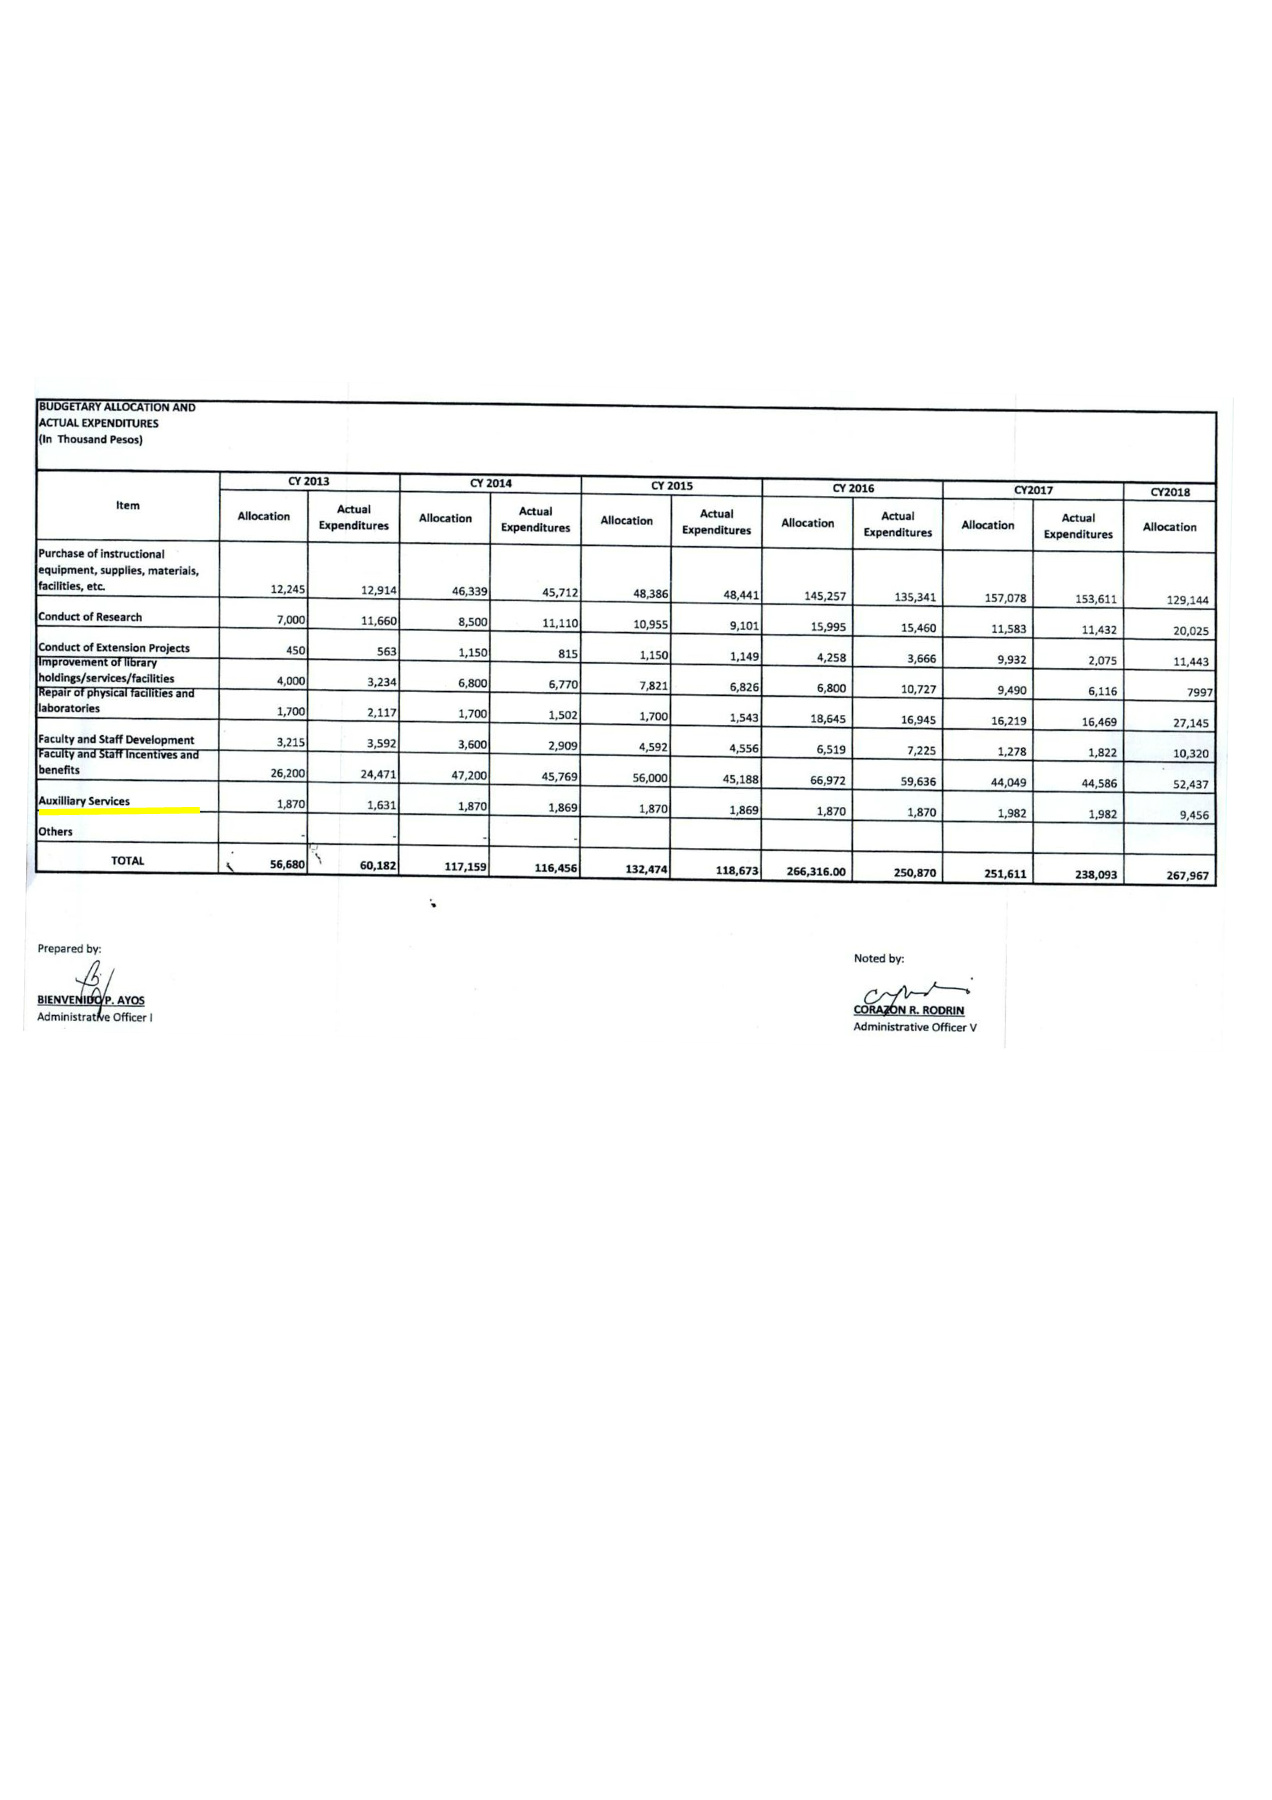 BUDGETARY ALLOCATION AND
ACTUAL EXPENDITURES
(In Thousand Pesos)
Item CY 2013 CY 2014 CY 2015 CY 2016 CY2017 CY2018
Allocation Actual Expenditures Allocation Actual Expenditures Allocation Actual Expenditures Allocation Actual Expenditures Allocation Actual Expenditures Allocation
Purchase of instructional
equipment, supplies, materials,
facilities, etc. 12,245 12,914 46,339 45,712 48,386 48,441 145,257 135,341 157,078 153,611 129,144
Conduct of Research 7,000 11,660 8,500 11,110 10,955 9,101 15,995 15,460 11,583 11,432 20,025
Conduct of Extension Projects 450 563 1,150 815 1,150 1,149 4,258 3,666 9,932 2,075 11,443
Improvement of library
holdings/services/facilities 4,000 3,234 6,800 6,770 7,821 6,826 6,800 10,727 9,490 6,116 7997
Repair of physical facilities and
laboratories 1,700 2,117 1,700 1,502 1,700 1,543 18,645 16,945 16,219 16,469 27,145
Faculty and Staff Development 3,215 3,592 3,600 2,909 4,592 4,556 6,519 7,225 1,278 1,822 10,320
Faculty and Staff Incentives and
benefits 26,200 24,471 47,200 45,769 56,000 45,188 66,972 59,636 44,049 44,586 52,437
Auxilliary Services 1,870 1,631 1,870 1,869 1,870 1,869 1,870 1,870 1,982 1,982 9,456
Others - - - -
TOTAL 56,680 60,182 117,159 116,456 132,474 118,673 266,316.00 250,870 251,611 238,093 267,967
Prepared by:
BIENVENIDO P. AYOS
Administrative Officer I
Noted by:
CORAZON R. RODRIN
Administrative Officer V